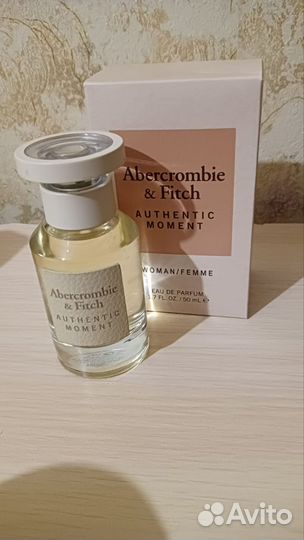 Abercrombie
& Fitch
AUTHENTIC
MOMENT
WOMAN/FEMME
EAU DE PARFUM
1.7 FL. OZ./50 mL ℮
Abercrombie
& Fitch
AUTHENTIC
MOMENT
Avito